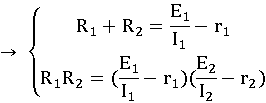 → { R₁ + R₂ = E₁/I₁ − r₁
R₁R₂ = (E₁/I₁ − r₁)(E₂/I₂ − r₂)